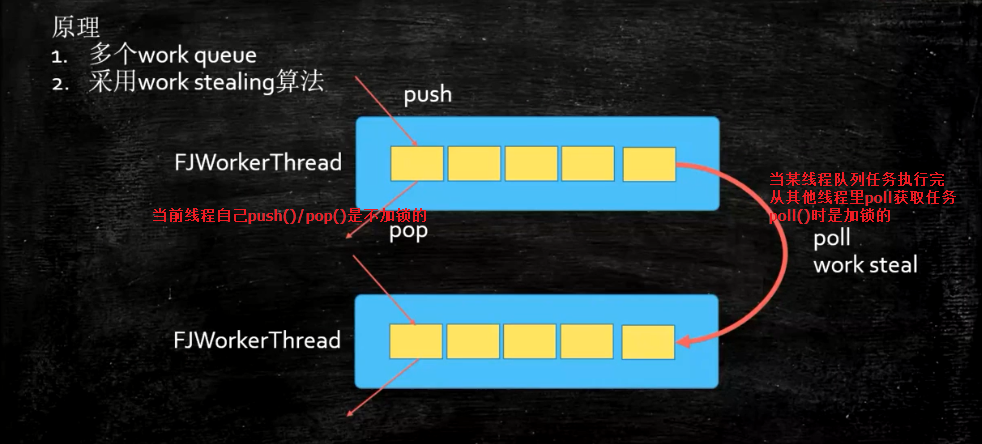 原理
1. 多个work queue
2. 采用work stealing算法
push
FJWorkerThread
当某线程队列任务执行完
从其他线程里poll获取任务
poll()时是加锁的
当前线程自己push()/pop()是不加锁的
pop
poll
work steal
FJWorkerThread